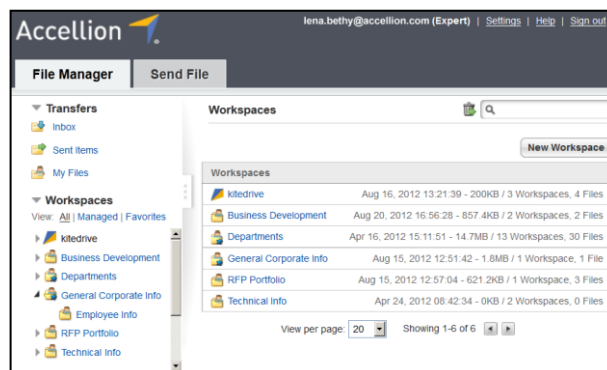 Accellion
lena.bethy@accellion.com (Expert) | Settings | Help | Sign out
File Manager
Send File
Transfers
Inbox
Sent Items
My Files
Workspaces
View: All | Managed | Favorites
kitedrive
Business Development
Departments
General Corporate Info
Employee Info
RFP Portfolio
Technical Info
Workspaces
New Workspace
Workspaces
kitedrive Aug 16, 2012 13:21:39 - 200KB / 3 Workspaces, 4 Files
Business Development Aug 20, 2012 16:56:28 - 857.4KB / 2 Workspaces, 2 Files
Departments Apr 16, 2012 15:11:51 - 14.7MB / 13 Workspaces, 30 Files
General Corporate Info Aug 15, 2012 12:51:42 - 1.8MB / 1 Workspace, 1 File
RFP Portfolio Aug 15, 2012 12:57:04 - 621.2KB / 1 Workspace, 3 Files
Technical Info Apr 24, 2012 08:42:34 - 0KB / 2 Workspaces, 0 Files
View per page: 20 Showing 1-6 of 6